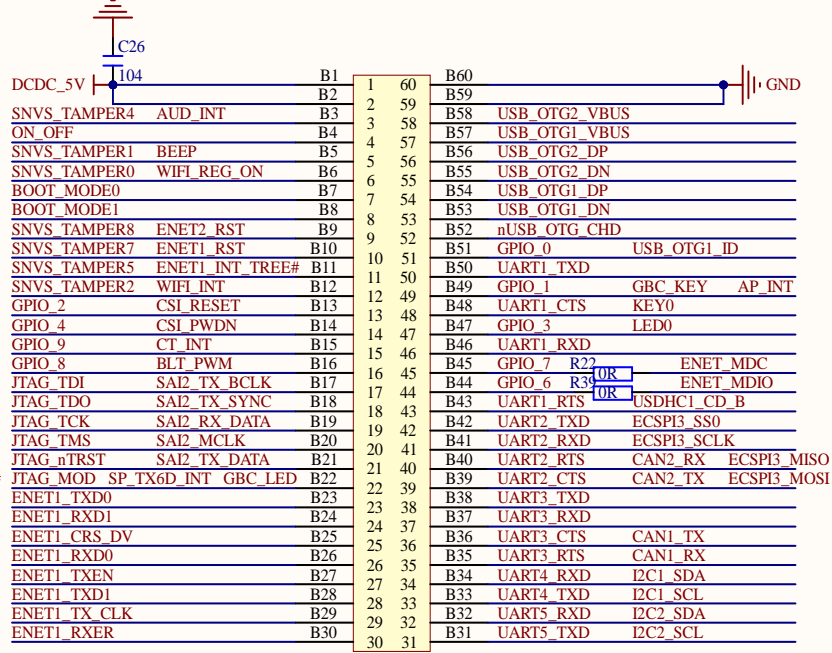 C26
104
DCDC_5V B1 1 60 B60 GND
B2 2 59 B59
SNVS_TAMPER4 AUD_INT B3 3 58 B58 USB_OTG2_VBUS
ON_OFF B4 4 57 B57 USB_OTG1_VBUS
SNVS_TAMPER1 BEEP B5 5 56 B56 USB_OTG2_DP
SNVS_TAMPER0 WIFI_REG_ON B6 6 55 B55 USB_OTG2_DN
BOOT_MODE0 B7 7 54 B54 USB_OTG1_DP
BOOT_MODE1 B8 8 53 B53 USB_OTG1_DN
SNVS_TAMPER8 ENET2_RST B9 9 52 B52 nUSB_OTG_CHD
SNVS_TAMPER7 ENET1_RST B10 10 51 B51 GPIO_0 USB_OTG1_ID
SNVS_TAMPER5 ENET1_INT_TREE# B11 11 50 B50 UART1_TXD
SNVS_TAMPER2 WIFI_INT B12 12 49 B49 GPIO_1 GBC_KEY AP_INT
GPIO_2 CSI_RESET B13 13 48 B48 UART1_CTS KEY0
GPIO_4 CSI_PWDN B14 14 47 B47 GPIO_3 LED0
GPIO_9 CT_INT B15 15 46 B46 UART1_RXD
GPIO_8 BLT_PWM B16 16 45 B45 GPIO_7 R22 0R ENET_MDC
JTAG_TDI SAI2_TX_BCLK B17 17 44 B44 GPIO_6 R39 0R ENET_MDIO
JTAG_TDO SAI2_TX_SYNC B18 18 43 B43 UART1_RTS USDHC1_CD_B
JTAG_TCK SAI2_RX_DATA B19 19 42 B42 UART2_TXD ECSPI3_SS0
JTAG_TMS SAI2_MCLK B20 20 41 B41 UART2_RXD ECSPI3_SCLK
JTAG_nTRST SAI2_TX_DATA B21 21 40 B40 UART2_RTS CAN2_RX ECSPI3_MISO
JTAG_MOD SP_TX6D_INT GBC_LED B22 22 39 B39 UART2_CTS CAN2_TX ECSPI3_MOSI
ENET1_TXD0 B23 23 38 B38 UART3_TXD
ENET1_RXD1 B24 24 37 B37 UART3_RXD
ENET1_CRS_DV B25 25 36 B36 UART3_CTS CAN1_TX
ENET1_RXD0 B26 26 35 B35 UART3_RTS CAN1_RX
ENET1_TXEN B27 27 34 B34 UART4_RXD I2C1_SDA
ENET1_TXD1 B28 28 33 B33 UART4_TXD I2C1_SCL
ENET1_TX_CLK B29 29 32 B32 UART5_RXD I2C2_SDA
ENET1_RXER B30 30 31 B31 UART5_TXD I2C2_SCL